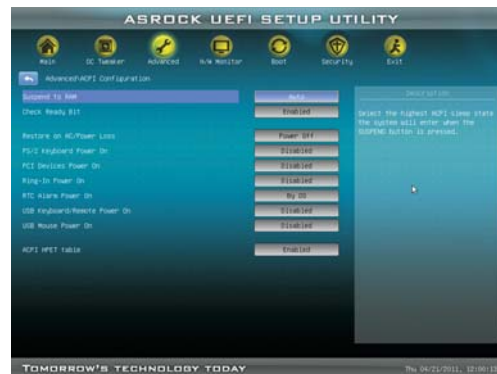 ASROCK UEFI SETUP UTILITY
Main OC Tweaker Advanced H/W Monitor Boot Security Exit
Advanced\ACPI Configuration
Description
Suspend to RAM Auto
Check Ready Bit Enabled
Restore on AC/Power Loss Power Off
PS/2 Keyboard Power On Disabled
PCI Devices Power On Disabled
Ring-In Power On Disabled
RTC Alarm Power On By OS
USB Keyboard/Remote Power On Disabled
USB Mouse Power On Disabled
ACPI HPET table Enabled
Select the highest ACPI sleep state
the system will enter when the
SUSPEND button is pressed.
TOMORROW'S TECHNOLOGY TODAY
Thu 04/21/2011,